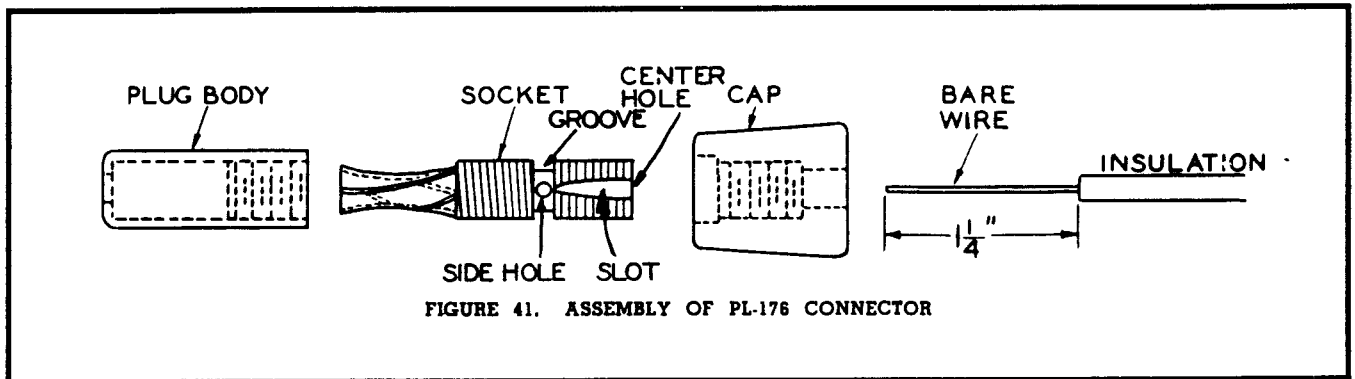 PLUG BODY
SOCKET
GROOVE
CENTER
HOLE
CAP
BARE
WIRE
INSULATION
SIDE HOLE
SLOT
1 1/4"
FIGURE 41. ASSEMBLY OF PL-176 CONNECTOR